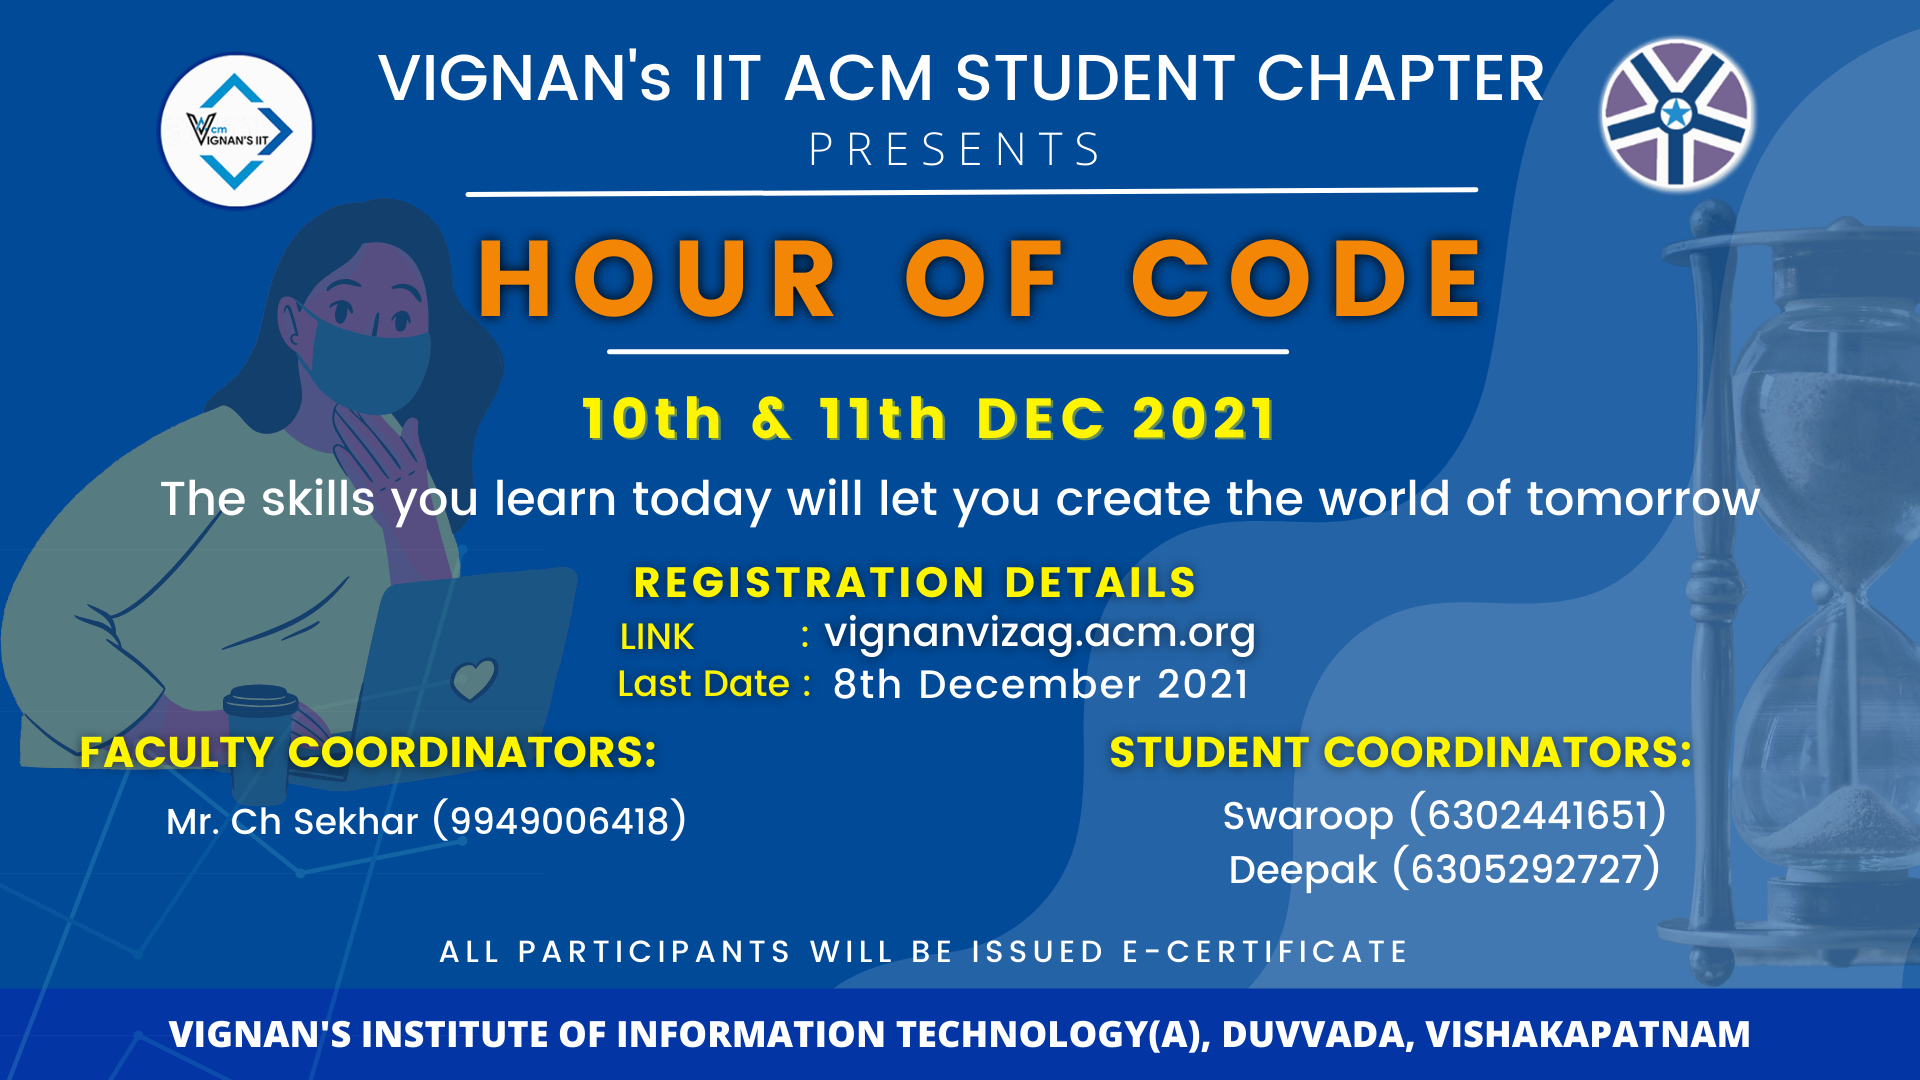 VIGNAN's IIT ACM STUDENT CHAPTER
Vcm
VIGNAN'S IIT
PRESENTS
HOUR OF CODE
10th & 11th DEC 2021
The skills you learn today will let you create the world of tomorrow
REGISTRATION DETAILS
LINK : vignanvizag.acm.org
Last Date : 8th December 2021
FACULTY COORDINATORS:
Mr. Ch Sekhar (9949006418)
STUDENT COORDINATORS:
Swaroop (6302441651)
Deepak (6305292727)
ALL PARTICIPANTS WILL BE ISSUED E-CERTIFICATE
VIGNAN'S INSTITUTE OF INFORMATION TECHNOLOGY(A), DUVVADA, VISHAKAPATNAM